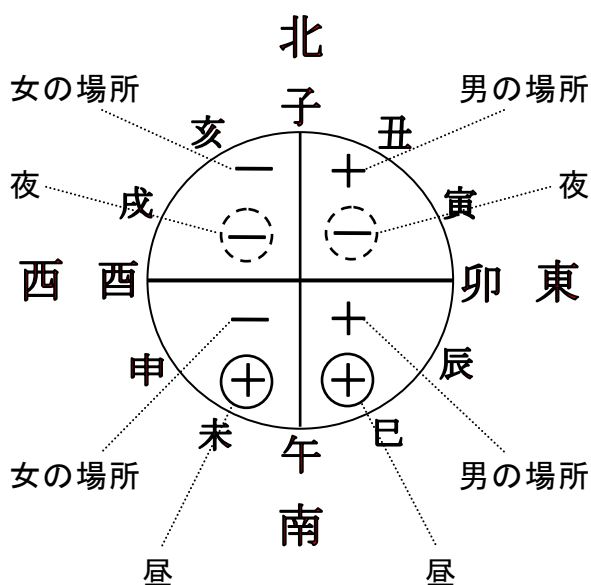 北
女の場所
男の場所
子
亥
丑
−
+
夜
戌
寅
夜
−
−
西
酉
卯
東
−
+
申
辰
+
+
未
午
巳
女の場所
男の場所
南
昼
昼